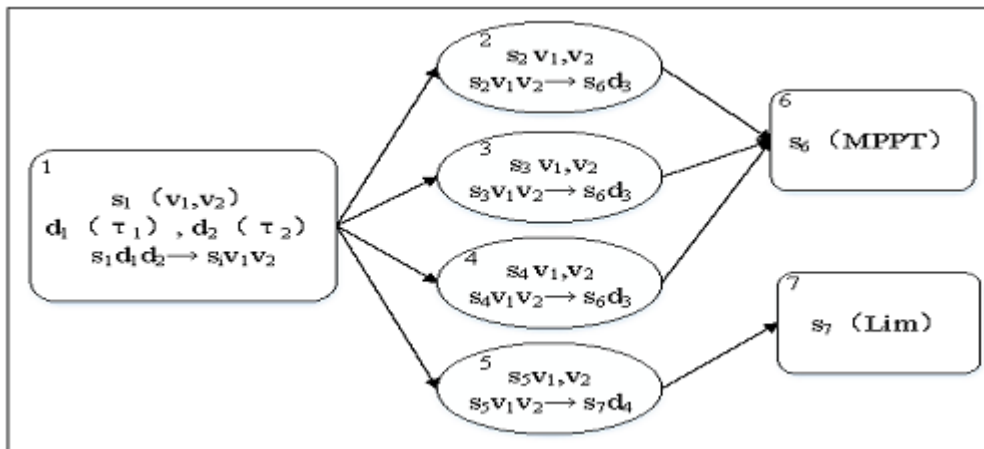 1
s₁ (v₁,v₂)
d₁ (τ₁) , d₂ (τ₂)
s₁d₁d₂→ sᵢv₁v₂
2
s₂ v₁,v₂
s₂v₁v₂→ s₆d₃
3
s₃ v₁,v₂
s₃v₁v₂→ s₆d₃
4
s₄ v₁,v₂
s₄v₁v₂→ s₆d₃
5
s₅v₁,v₂
s₅v₁v₂→ s₇d₄
6
s₆ (MPPT)
7
s₇ (Lim)